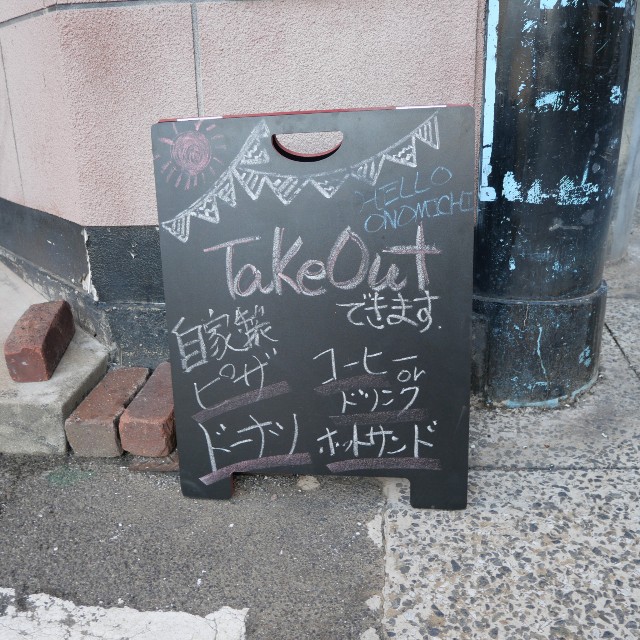 HELLO
ONOMICHI
TakeOut
できます.
自家製
ピザ
ドーナツ
コーヒー
or
ドリンク
ホットサンド